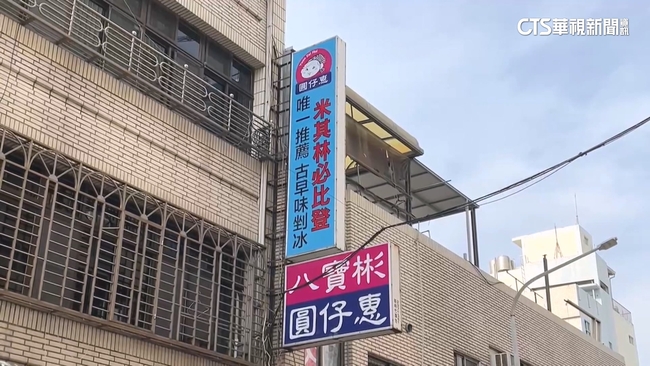 CTS華視新聞
圓仔惠
米其林必比登
唯一推薦 古早味剉冰
八寶彬
圓仔惠